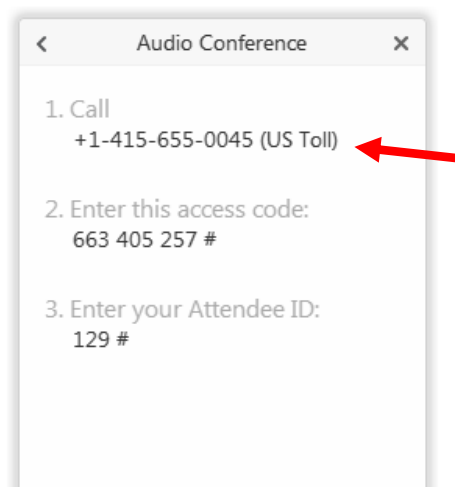 Audio Conference
1. Call
+1-415-655-0045 (US Toll)
2. Enter this access code:
663 405 257 #
3. Enter your Attendee ID:
129 #